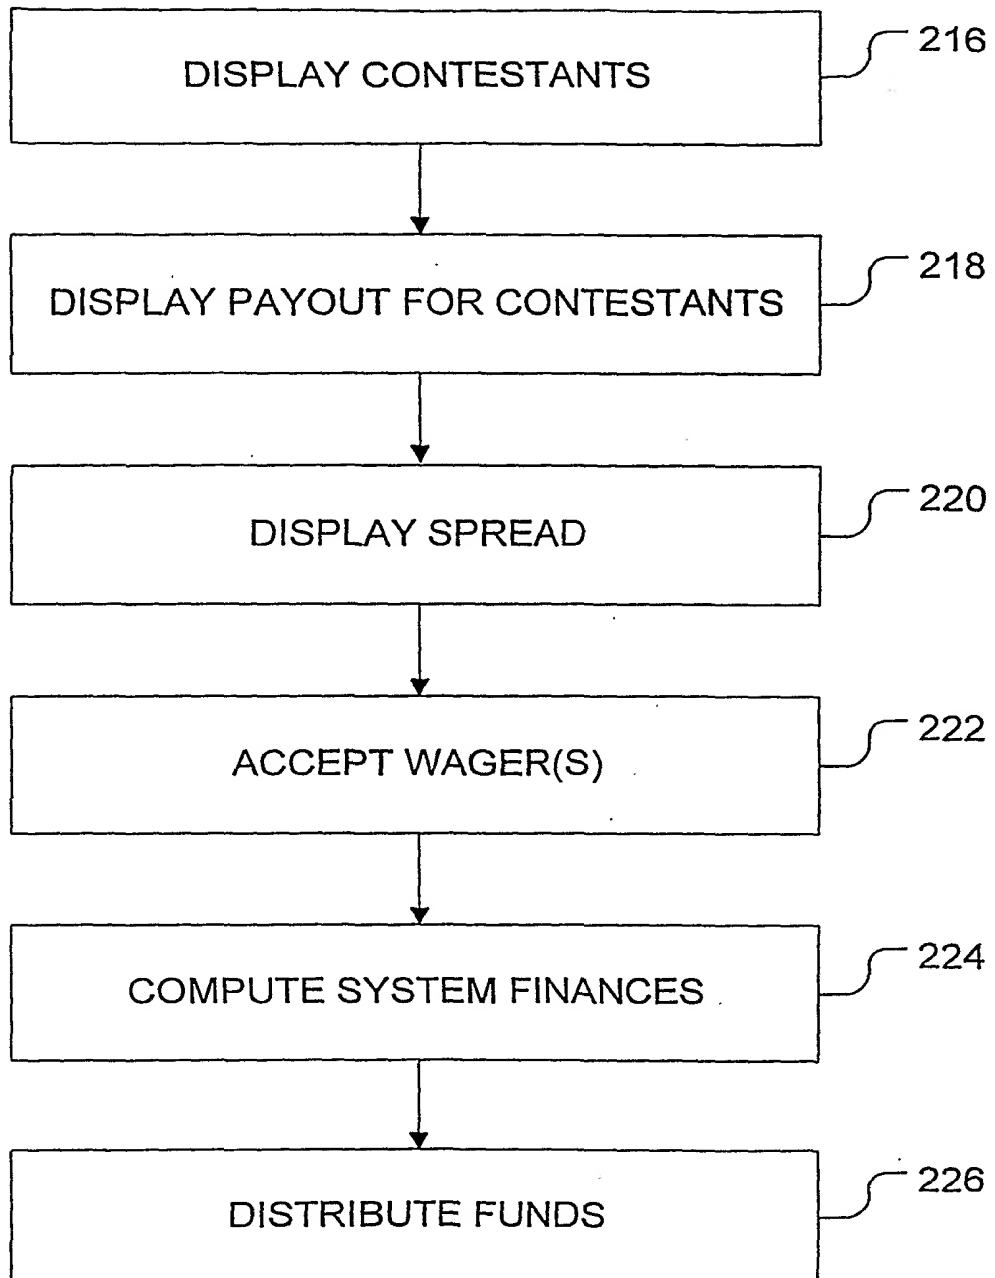 DISPLAY CONTESTANTS
216
DISPLAY PAYOUT FOR CONTESTANTS
218
DISPLAY SPREAD
220
ACCEPT WAGER(S)
222
COMPUTE SYSTEM FINANCES
224
DISTRIBUTE FUNDS
226